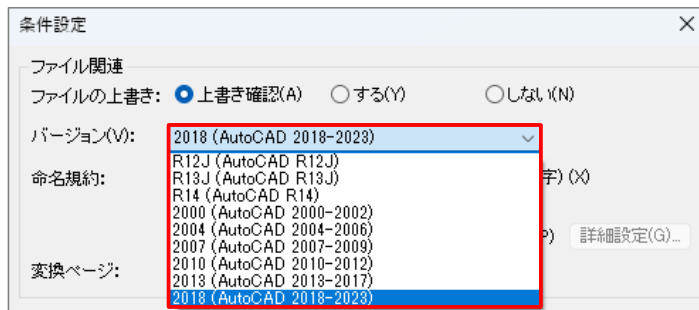 条件設定
ファイル関連
ファイルの上書き: 上書き確認(A) する(Y) しない(N)
バージョン(V): 2018 (AutoCAD 2018-2023)
R12J (AutoCAD R12J)
R13J (AutoCAD R13J)
命名規約: 字) (X)
R14 (AutoCAD R14)
2000 (AutoCAD 2000-2002)
2004 (AutoCAD 2004-2006)
P) 詳細設定(G)...
2007 (AutoCAD 2007-2009)
2010 (AutoCAD 2010-2012)
変換ページ:
2013 (AutoCAD 2013-2017)
2018 (AutoCAD 2018-2023)